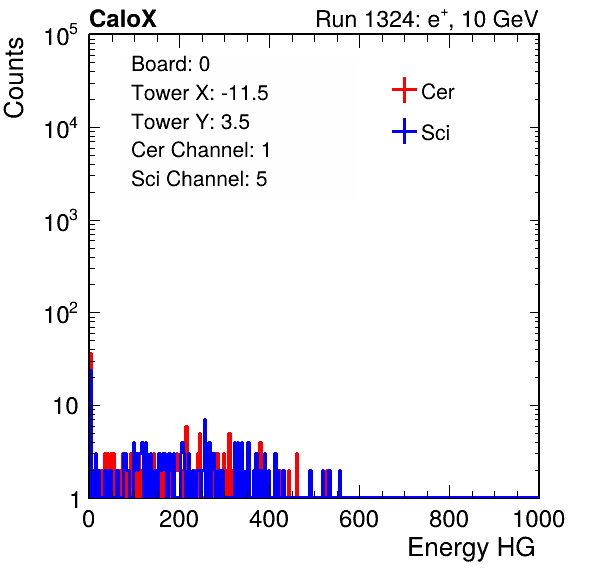 CaloX Run 1324: e⁺, 10 GeV
Counts
Board: 0
Tower X: -11.5
Tower Y: 3.5
Cer Channel: 1
Sci Channel: 5
Cer
Sci
10⁵
10⁴
10³
10²
10
1
0 200 400 600 800 1000
Energy HG